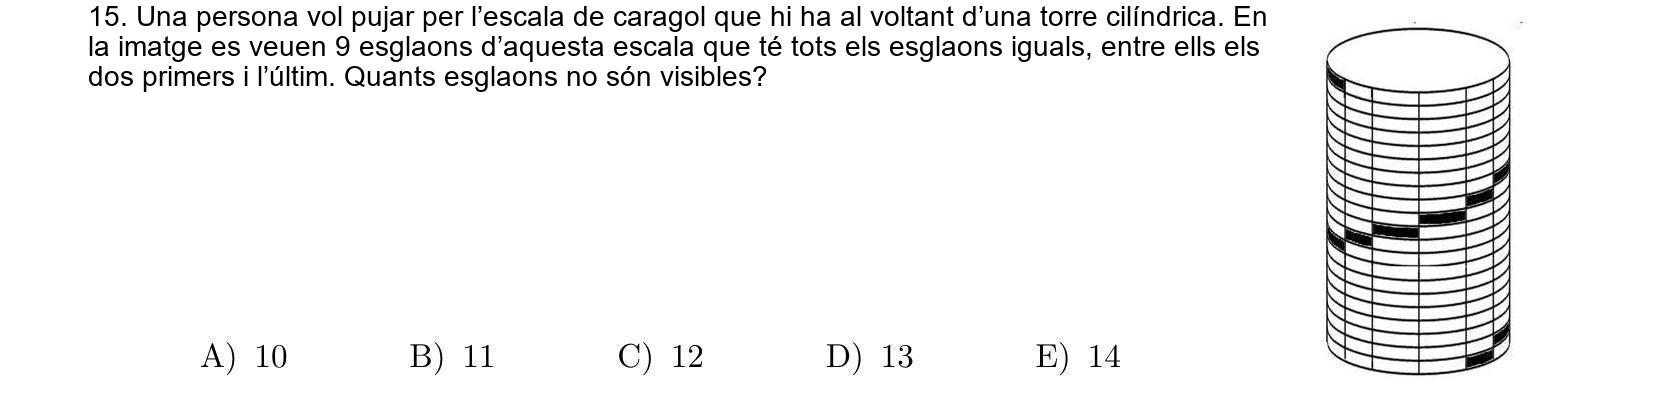 15. Una persona vol pujar per l’escala de caragol que hi ha al voltant d’una torre cilíndrica. En
la imatge es veuen 9 esglaons d’aquesta escala que té tots els esglaons iguals, entre ells els
dos primers i l’últim. Quants esglaons no són visibles?
A) 10 B) 11 C) 12 D) 13 E) 14